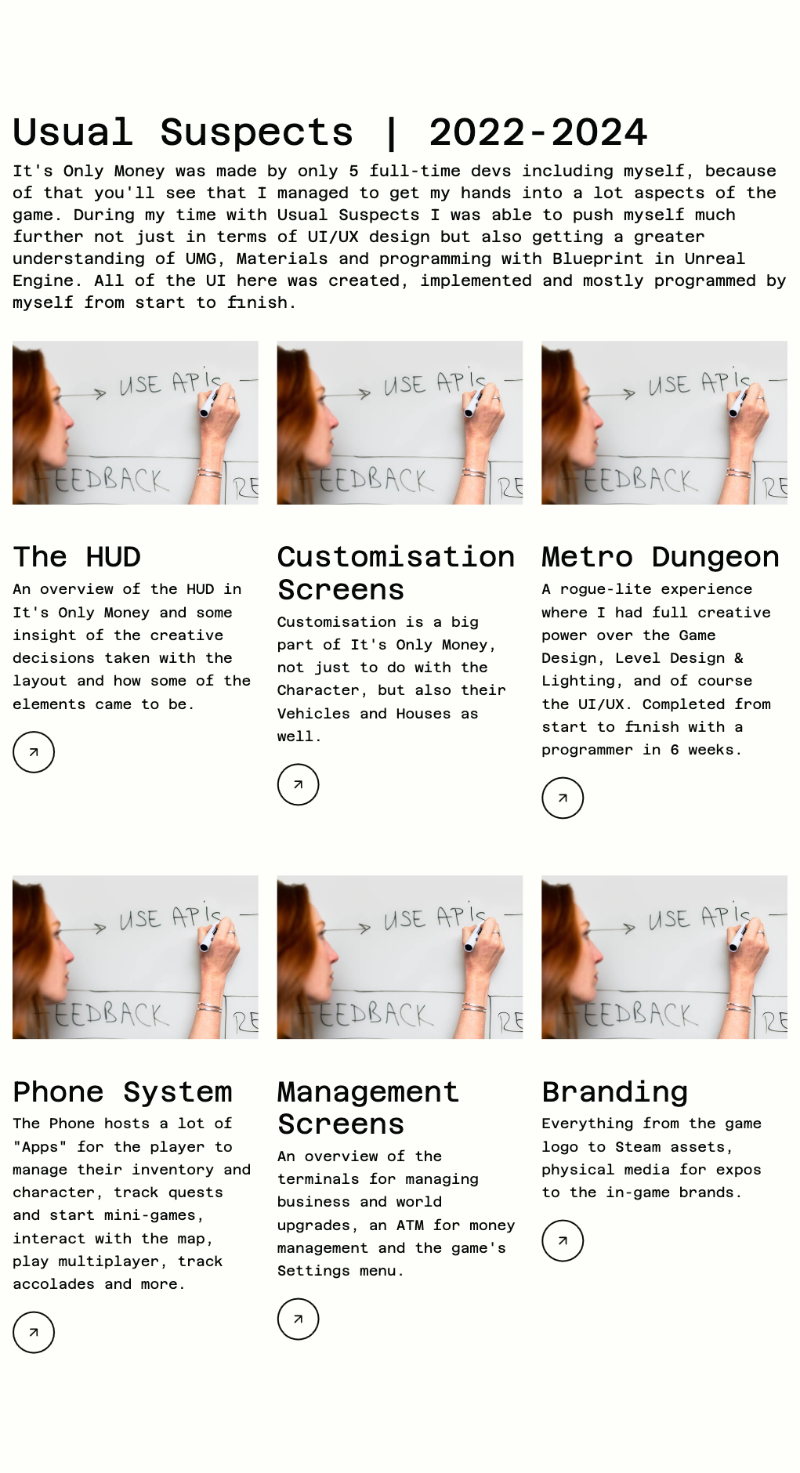 Usual Suspects | 2022-2024
It's Only Money was made by only 5 full-time devs including myself, because
of that you'll see that I managed to get my hands into a lot aspects of the
game. During my time with Usual Suspects I was able to push myself much
further not just in terms of UI/UX design but also getting a greater
understanding of UMG, Materials and programming with Blueprint in Unreal
Engine. All of the UI here was created, implemented and mostly programmed by
myself from start to finish.
USE APIs
EEDBACK
RE
USE APIs
EEDBACK
RE
USE APIs
EEDBACK
RE
The HUD
An overview of the HUD in
It's Only Money and some
insight of the creative
decisions taken with the
layout and how some of the
elements came to be.
Customisation
Screens
Customisation is a big
part of It's Only Money,
not just to do with the
Character, but also their
Vehicles and Houses as
well.
Metro Dungeon
A rogue-lite experience
where I had full creative
power over the Game
Design, Level Design &
Lighting, and of course
the UI/UX. Completed from
start to finish with a
programmer in 6 weeks.
USE APIs
EEDBACK
RE
USE APIs
EEDBACK
RE
USE APIs
EEDBACK
RE
Phone System
The Phone hosts a lot of
"Apps" for the player to
manage their inventory and
character, track quests
and start mini-games,
interact with the map,
play multiplayer, track
accolades and more.
Management
Screens
An overview of the
terminals for managing
business and world
upgrades, an ATM for money
management and the game's
Settings menu.
Branding
Everything from the game
logo to Steam assets,
physical media for expos
to the in-game brands.